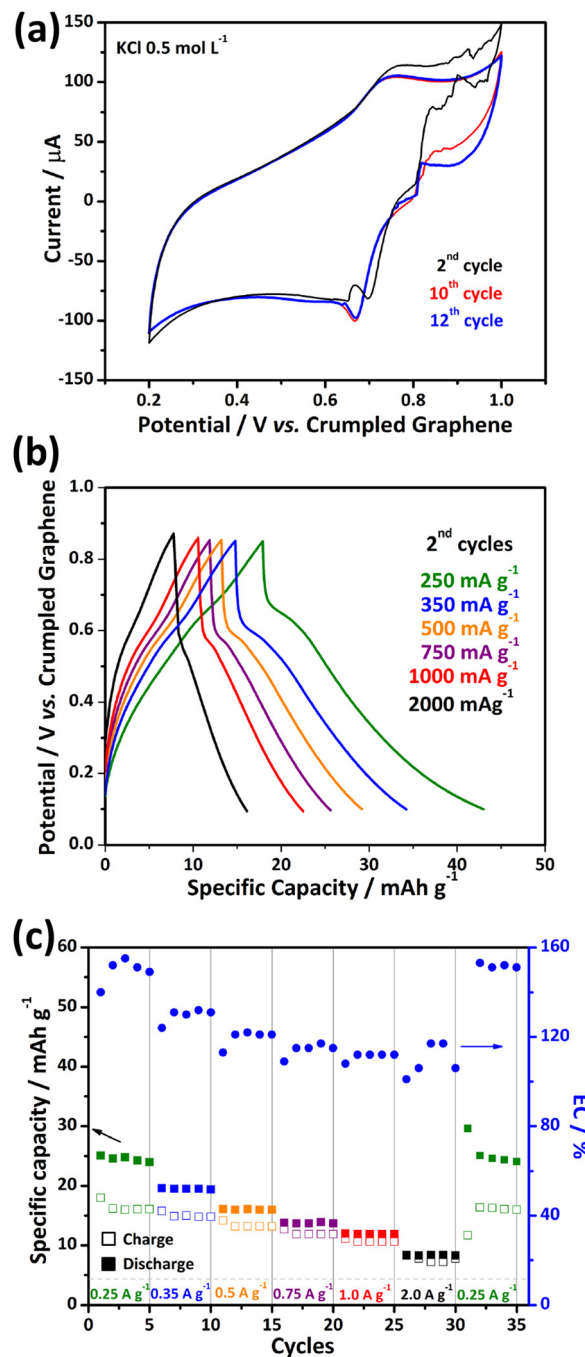 (a)
KCl 0.5 mol L-1
150
100
50
0
-50
-100
-150
Current / μA
2nd cycle
10th cycle
12th cycle
0.2 0.4 0.6 0.8 1.0
Potential / V vs. Crumpled Graphene
(b)
1.0
0.8
0.6
0.4
0.2
0.0
Potential / V vs. Crumpled Graphene
2nd cycles
250 mA g-1
350 mA g-1
500 mA g-1
750 mA g-1
1000 mA g-1
2000 mAg-1
0 10 20 30 40 50
Specific Capacity / mAh g-1
(c)
60
50
40
30
20
10
0
Specific capacity / mAh g-1
160
120
80
40
0
EC / %
Charge
Discharge
0.25 A g-1 0.35 A g-1 0.5 A g-1 0.75 A g-1 1.0 A g-1 2.0 A g-1 0.25 A g-1
0 5 10 15 20 25 30 35
Cycles